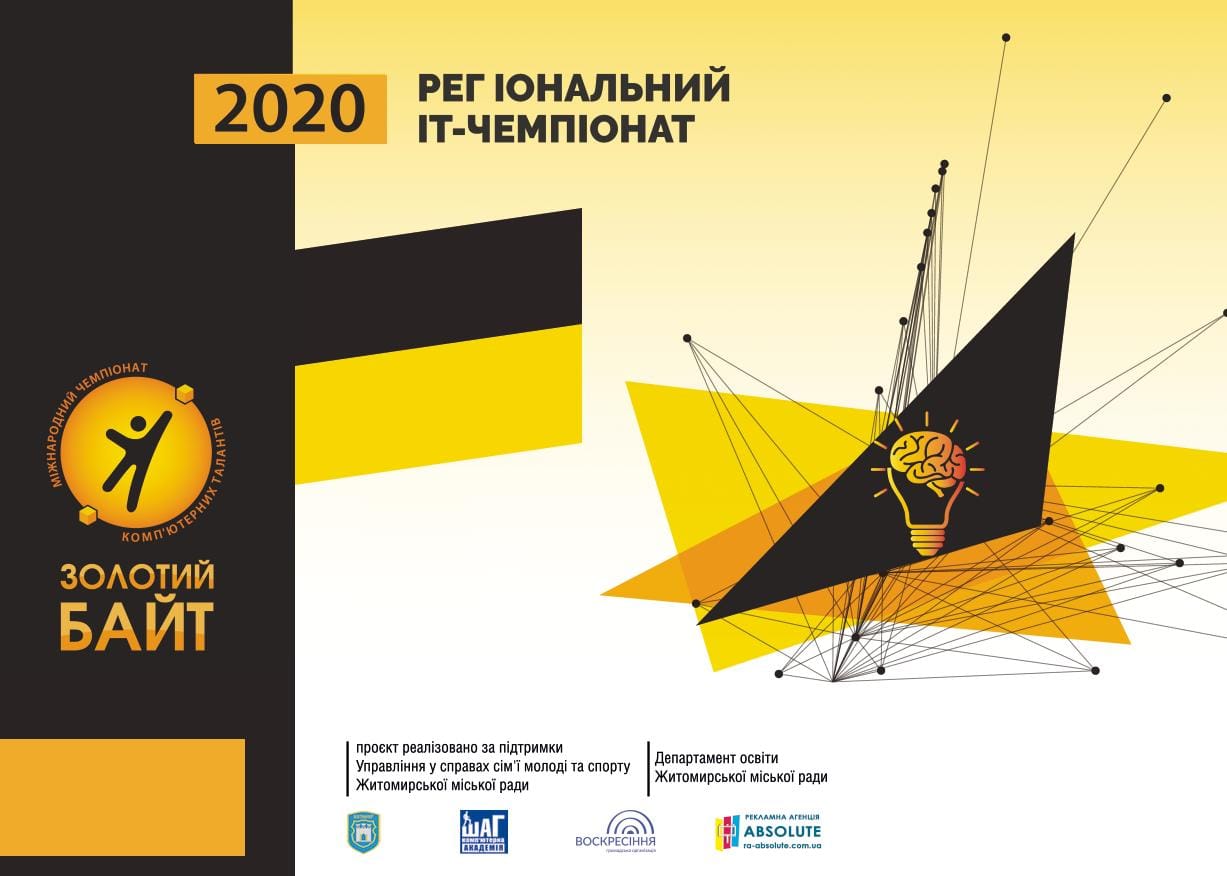 2020
РЕГ ІОНАЛЬНИЙ
ІТ-ЧЕМПІОНАТ
МІЖНАРОДНИЙ ЧЕМПІОНАТ
КОМП'ЮТЕРНИХ ТАЛАНТІВ
ЗОЛОТИЙ
БАЙТ
проєкт реалізовано за підтримки
Управління у справах сім'ї молоді та спорту
Житомирської міської ради
Департамент освіти
Житомирської міської ради
ШАГ
КОМП'ЮТЕРНА
АКАДЕМІЯ
ВОСКРЕСІННЯ
громадська організація
РЕКЛАМНА АГЕНЦІЯ
ABSOLUTE
ra-absolute.com.ua